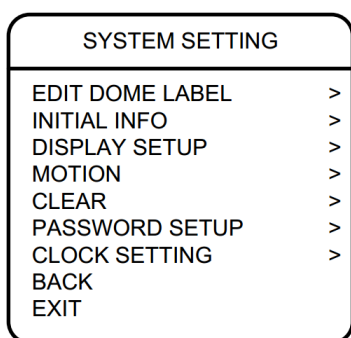 SYSTEM SETTING
EDIT DOME LABEL >
INITIAL INFO >
DISPLAY SETUP >
MOTION >
CLEAR >
PASSWORD SETUP >
CLOCK SETTING >
BACK
EXIT